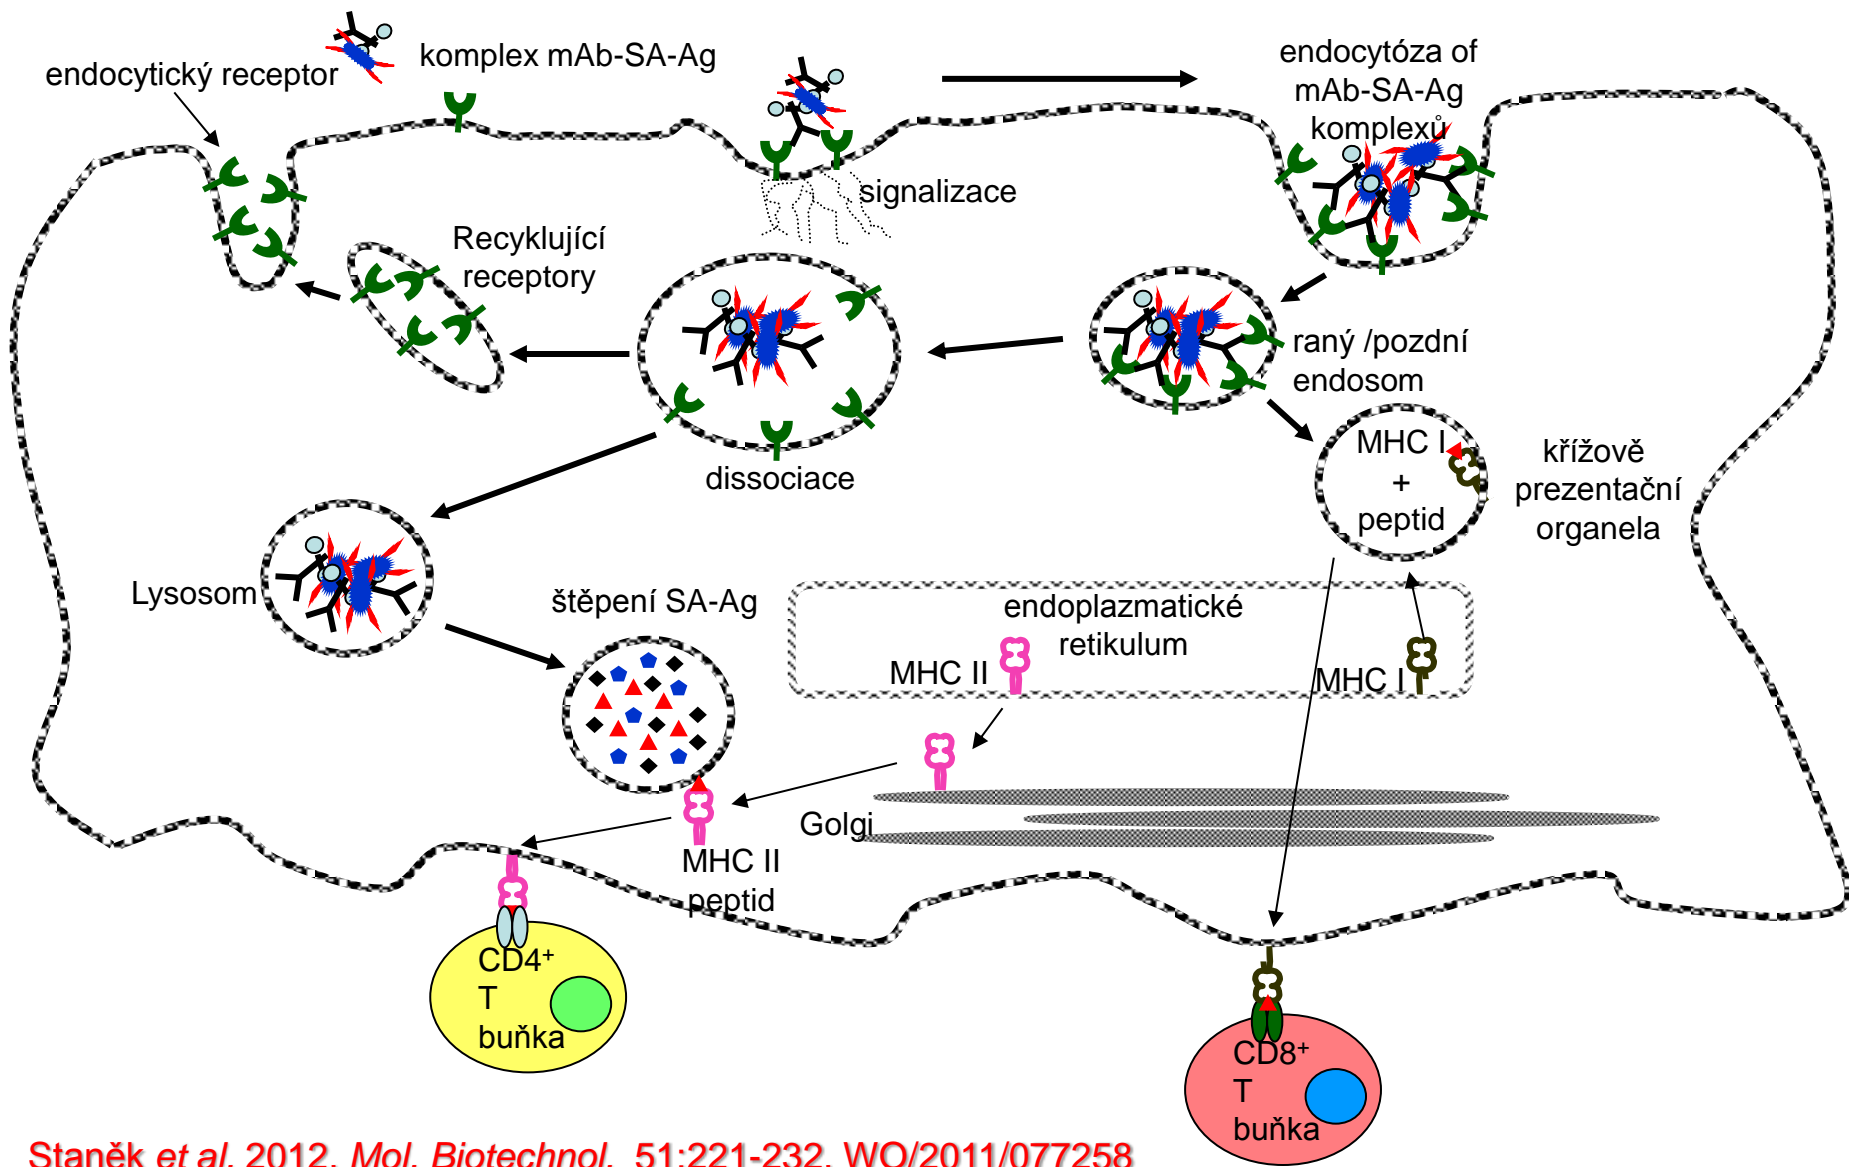 endocytický receptor
komplex mAb-SA-Ag
endocytóza of
mAb-SA-Ag
komplexů
signalizace
Recyklující
receptory
raný /pozdní
endosom
dissociace
MHC I
+
peptid
křížově
prezentační
organela
Lysosom
štěpení SA-Ag
endoplazmatické
retikulum
MHC II
MHC I
Golgi
MHC II
peptid
CD4+
T
buňka
CD8+
T
buňka
Staněk et al. 2012. Mol. Biotechnol. 51:221-232. WO/2011/077258